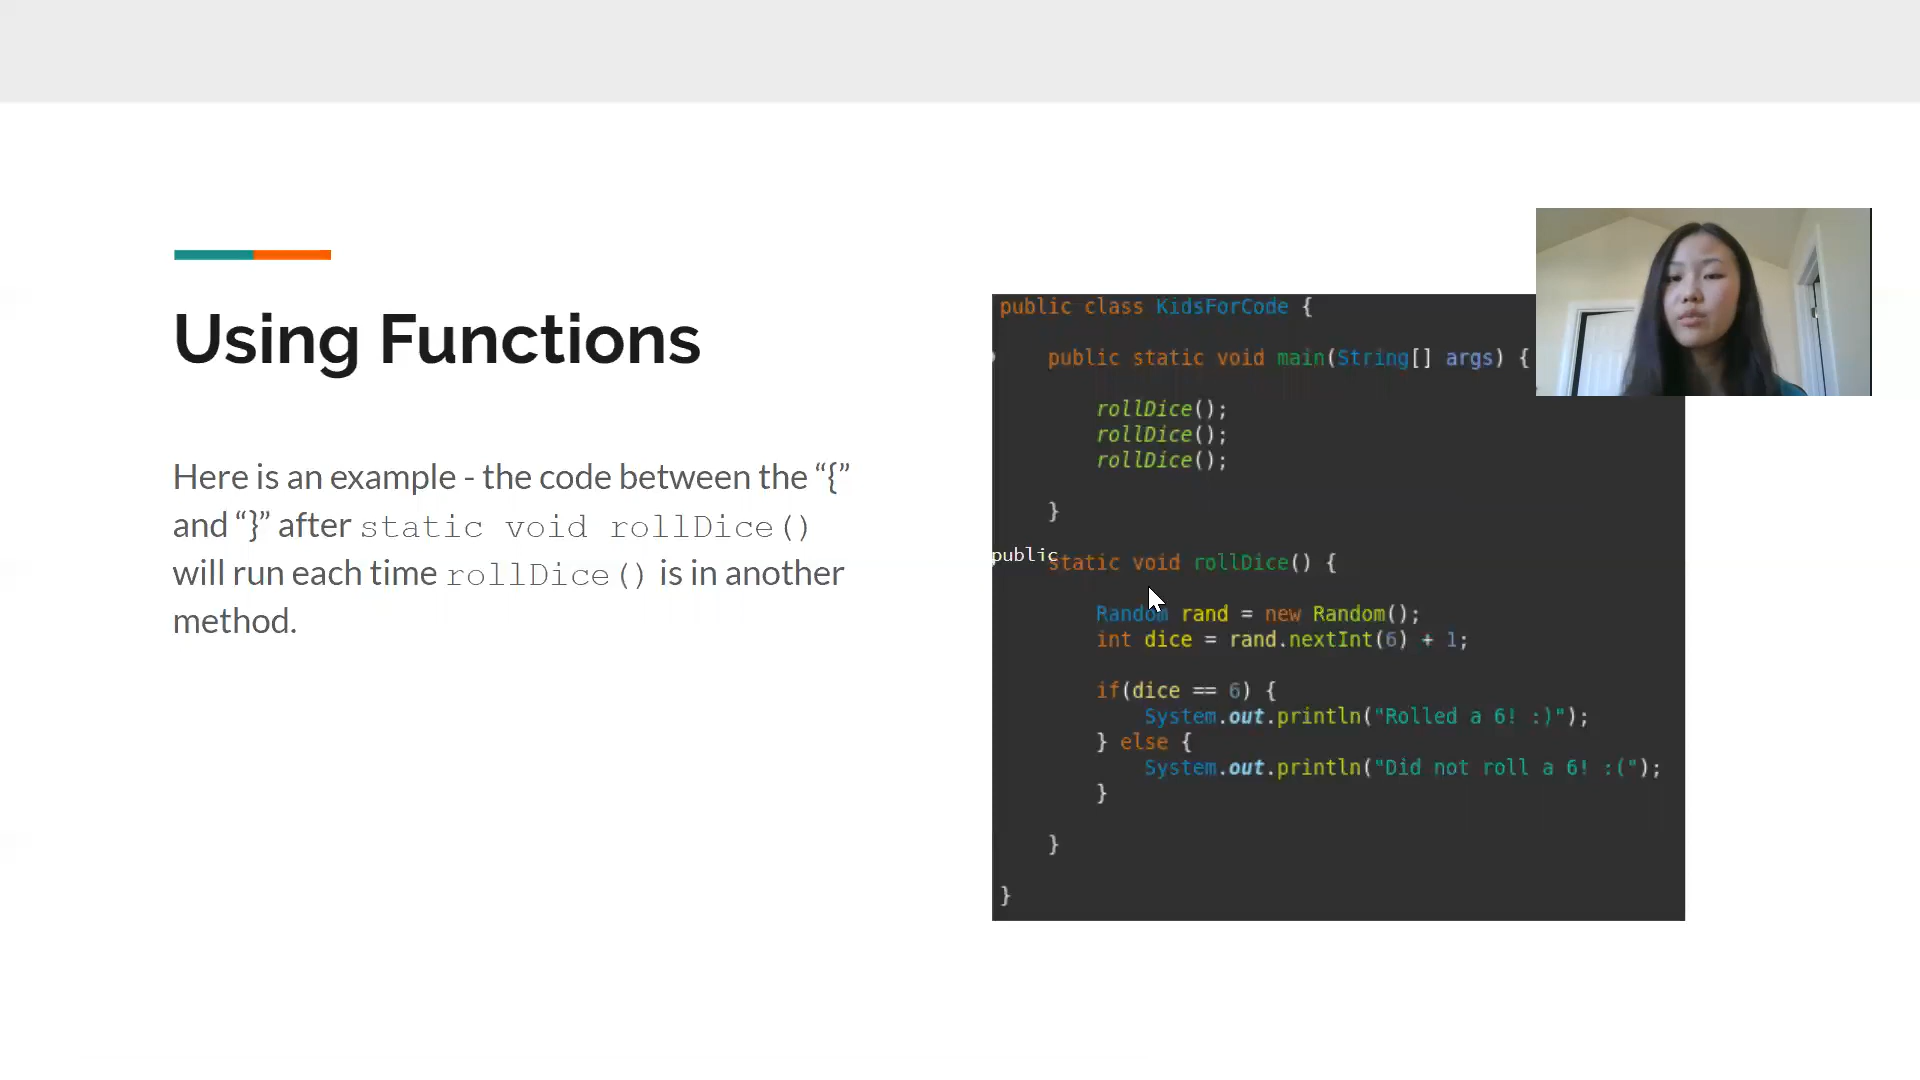 Using Functions
Here is an example - the code between the “{”
and “}” after static void rollDice()
will run each time rollDice() is in another
method.
public class KidsForCode {
public static void main(String[] args) {
rollDice();
rollDice();
rollDice();
}
public static void rollDice() {
Random rand = new Random();
int dice = rand.nextInt(6) + 1;
if(dice == 6) {
System.out.println("Rolled a 6! :)");
} else {
System.out.println("Did not roll a 6! :(");
}
}
}